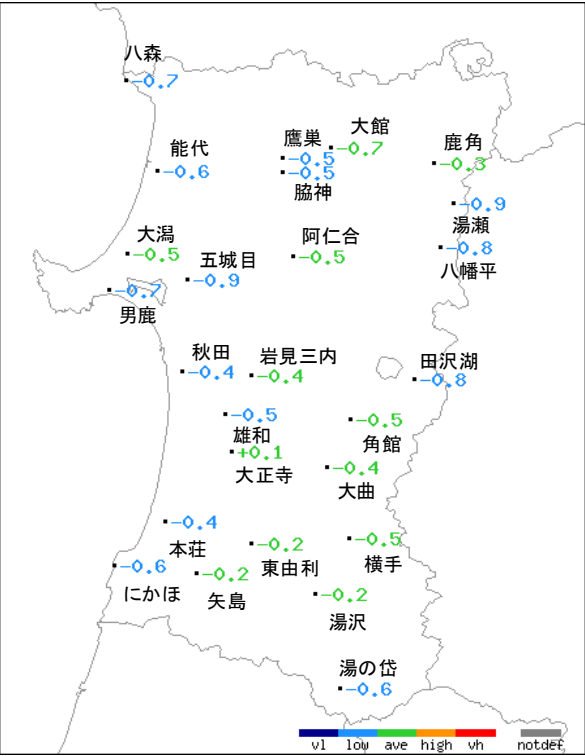 八森
-0.7
能代
-0.6
鷹巣
-0.5
-0.5
脇神
大館
-0.7
鹿角
-0.3
-0.9
湯瀬
-0.8
八幡平
大潟
-0.5
五城目
-0.9
阿仁合
-0.5
-0.7
男鹿
秋田
-0.4
岩見三内
-0.4
田沢湖
-0.8
-0.5
雄和
+0.1
大正寺
-0.5
角館
-0.4
大曲
-0.4
本荘
-0.2
東由利
-0.5
横手
-0.6
にかほ
-0.2
矢島
-0.2
湯沢
湯の岱
-0.6
vl low ave high vh notdef